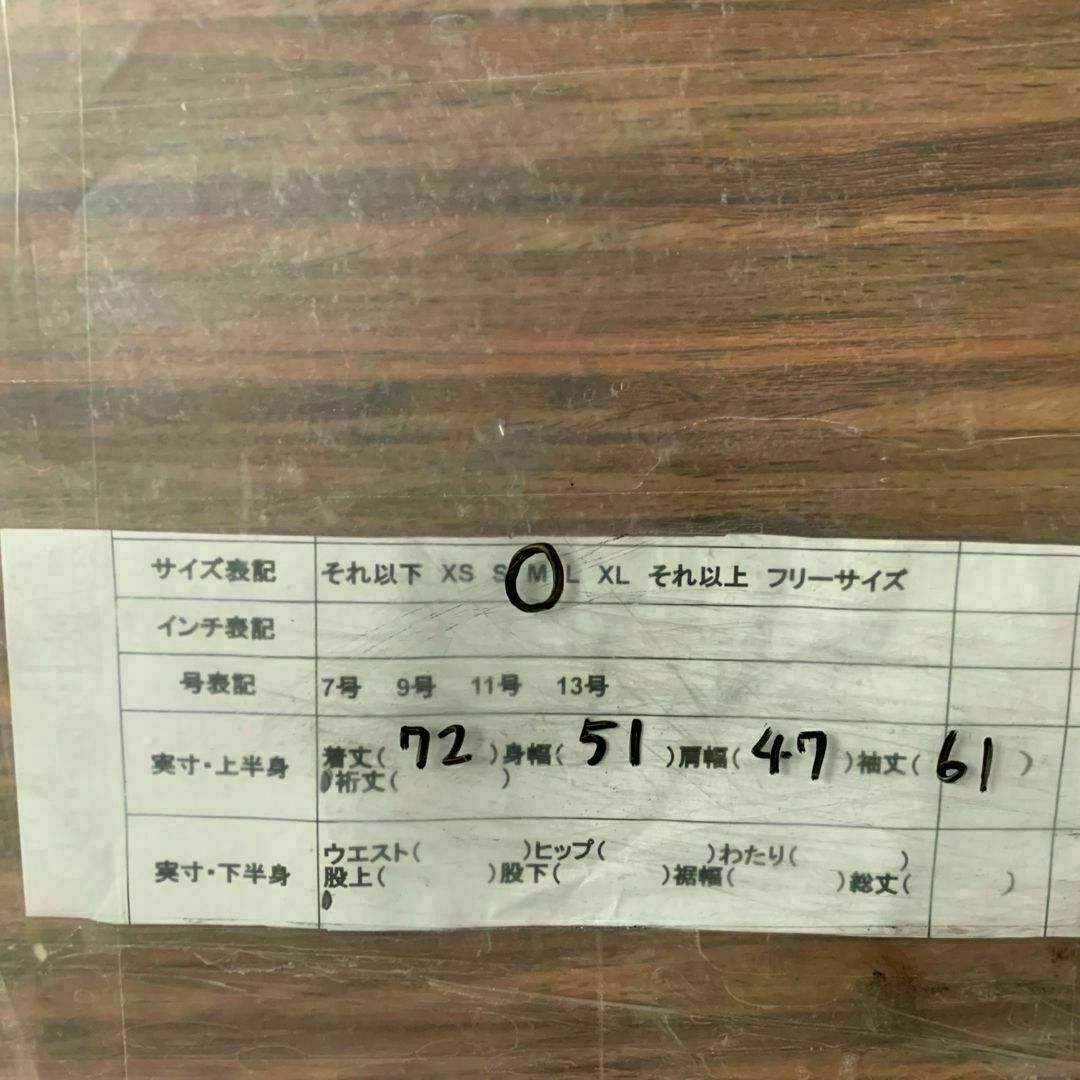 サイズ表記 それ以下 XS S M L XL それ以上 フリーサイズ
インチ表記
号表記 7号 9号 11号 13号
実寸・上半身 着丈( 72 )身幅( 51 )肩幅( 47 )袖丈( 61 )
裄丈( )
実寸・下半身 ウエスト( )ヒップ( )わたり( )
股上( )股下( )裾幅( )総丈( )